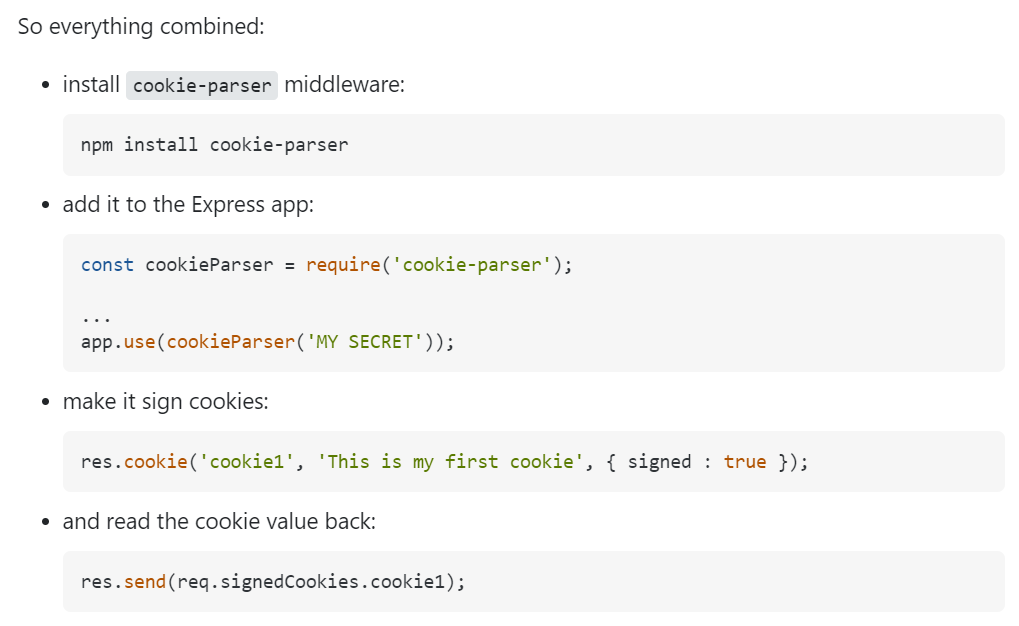 So everything combined:
• install cookie-parser middleware:
npm install cookie-parser
• add it to the Express app:
const cookieParser = require('cookie-parser');
...
app.use(cookieParser('MY SECRET'));
• make it sign cookies:
res.cookie('cookie1', 'This is my first cookie', { signed : true });
• and read the cookie value back:
res.send(req.signedCookies.cookie1);